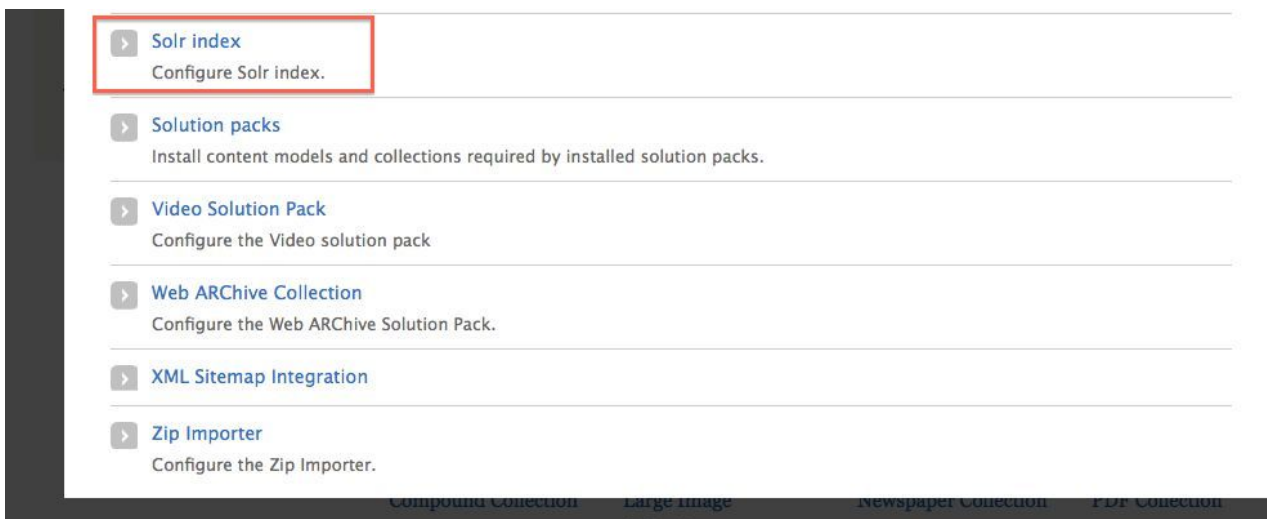 Solr index
Configure Solr index.
Solution packs
Install content models and collections required by installed solution packs.
Video Solution Pack
Configure the Video solution pack
Web ARChive Collection
Configure the Web ARChive Solution Pack.
XML Sitemap Integration
Zip Importer
Configure the Zip Importer.
Compound Collection Large Image Newspaper Collection PDF Collection